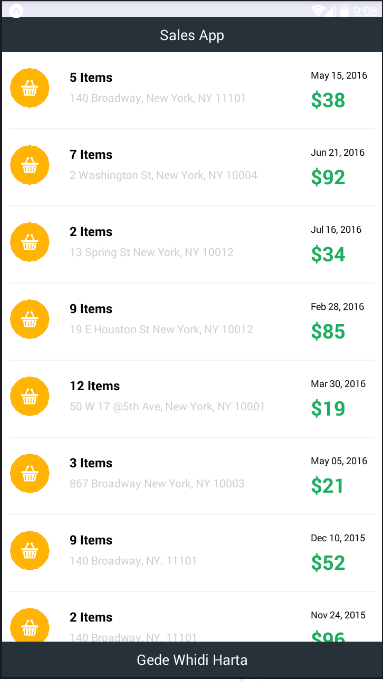 9:08
Sales App
5 Items
May 15, 2016
140 Broadway, New York, NY 11101
$38
7 Items
Jun 21, 2016
2 Washington St, New York, NY 10004
$92
2 Items
Jul 16, 2016
13 Spring St New York, NY 10012
$34
9 Items
Feb 28, 2016
19 E Houston St New York, NY 10012
$85
12 Items
Mar 30, 2016
50 W 17 @5th Ave, New York, NY 10001
$19
3 Items
May 05, 2016
867 Broadway New York, NY 10003
$21
9 Items
Dec 10, 2015
140 Broadway, NY. 11101
$52
2 Items
Nov 24, 2015
140 Broadway, NY. 11101
$96
Gede Whidi Harta